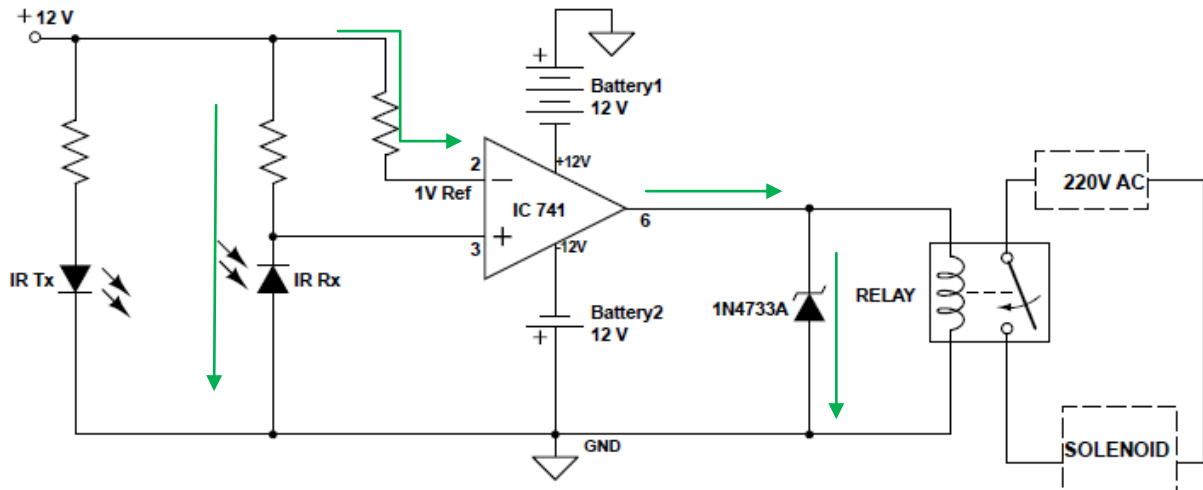 +12 V
Battery1
12 V
+
2
+12V
1V Ref
−
IC 741
220V AC
6
3
+
-12V
IR Tx
IR Rx
Battery2
12 V
+
1N4733A
RELAY
GND
SOLENOID